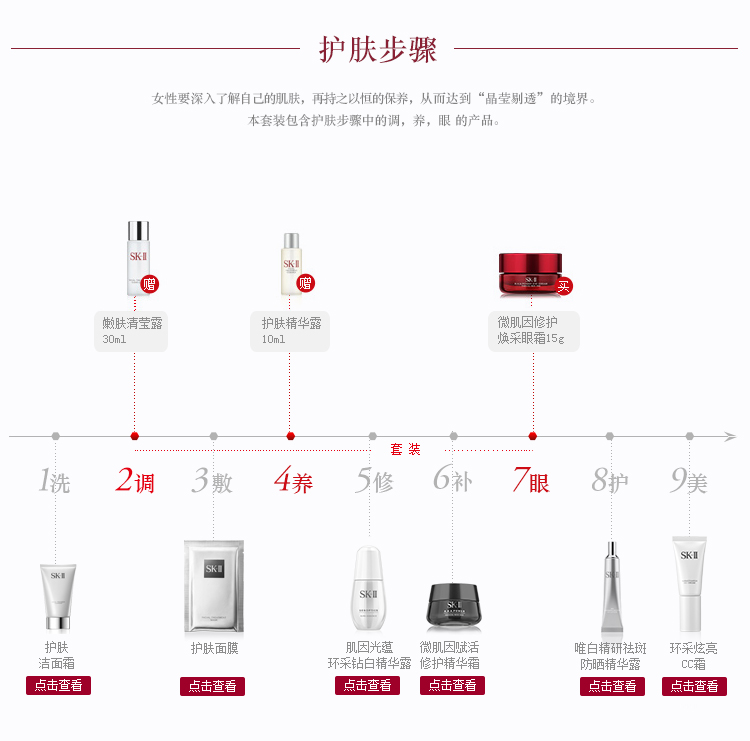 护肤步骤
女性要深入了解自己的肌肤，再持之以恒的保养，从而达到“晶莹剔透”的境界。
本套装包含护肤步骤中的调，养，眼 的产品。
SK-II
赠
SK-II
赠
SK-II
买
嫩肤清莹露
30ml
护肤精华露
10ml
微肌因修护
焕采眼霜15g
套 装
1洗
2调
3敷
4养
5修
6补
7眼
8护
9美
SK-II
SK-II
SK-II
SK-II
SK-II
SK-II
护肤
洁面霜
点击查看
护肤面膜
点击查看
肌因光蕴
环采钻白精华露
点击查看
微肌因赋活
修护精华霜
点击查看
唯白精研祛斑
防晒精华露
点击查看
环采炫亮
CC霜
点击查看